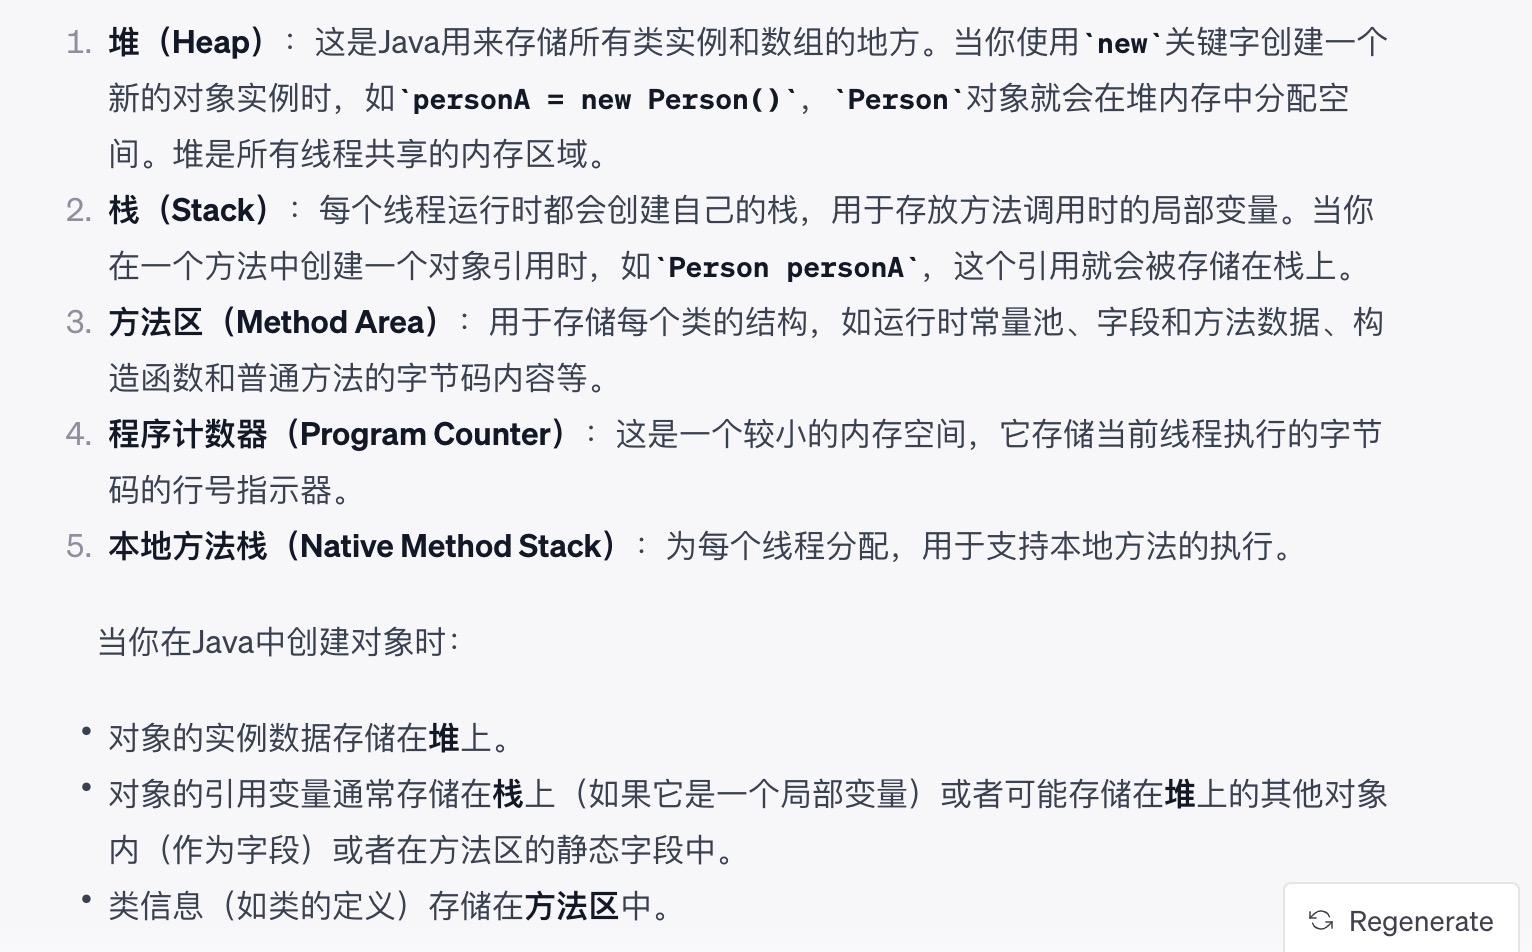 1. 堆（Heap）：这是Java用来存储所有类实例和数组的地方。当你使用`new`关键字创建一个
新的对象实例时，如`personA = new Person()`，`Person`对象就会在堆内存中分配空
间。堆是所有线程共享的内存区域。
2. 栈（Stack）：每个线程运行时都会创建自己的栈，用于存放方法调用时的局部变量。当你
在一个方法中创建一个对象引用时，如`Person personA`，这个引用就会被存储在栈上。
3. 方法区（Method Area）：用于存储每个类的结构，如运行时常量池、字段和方法数据、构
造函数和普通方法的字节码内容等。
4. 程序计数器（Program Counter）：这是一个较小的内存空间，它存储当前线程执行的字节
码的行号指示器。
5. 本地方法栈（Native Method Stack）：为每个线程分配，用于支持本地方法的执行。
当你在Java中创建对象时：
• 对象的实例数据存储在堆上。
• 对象的引用变量通常存储在栈上（如果它是一个局部变量）或者可能存储在堆上的其他对象
内（作为字段）或者在方法区的静态字段中。
• 类信息（如类的定义）存储在方法区中。
Regenerate